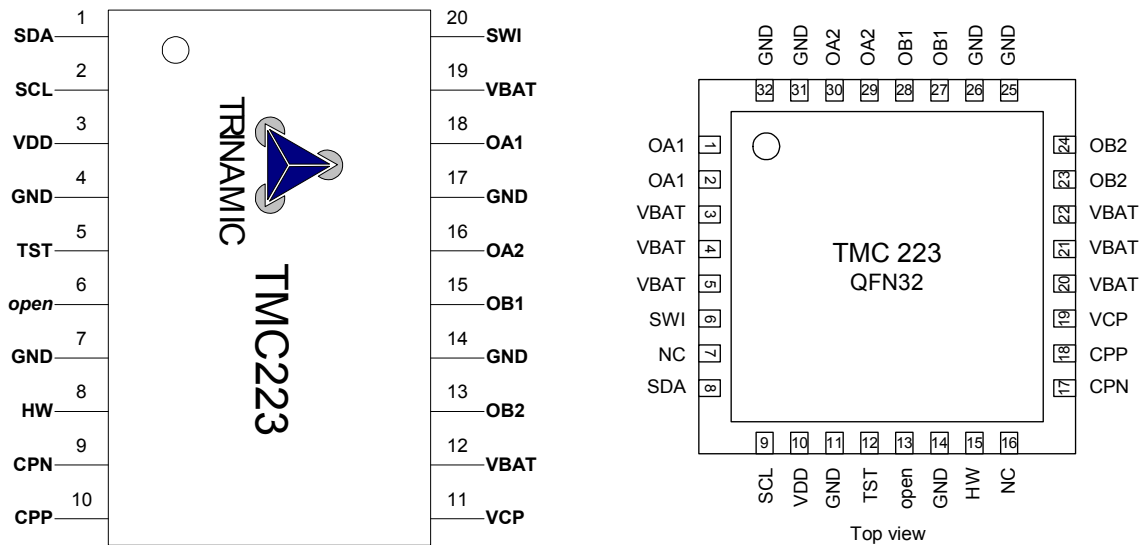 1
SDA
2
SCL
3
VDD
4
GND
5
TST
6
open
7
GND
8
HW
9
CPN
10
CPP
TRINAMIC
TMC223
20
SWI
19
VBAT
18
OA1
17
GND
16
OA2
15
OB1
14
GND
13
OB2
12
VBAT
11
VCP
GND GND OA2 OA2 OB1 OB1 GND GND
32 31 30 29 28 27 26 25
OA1 1
OA1 2
VBAT 3
VBAT 4
VBAT 5
SWI 6
NC 7
SDA 8
TMC 223
QFN32
24 OB2
23 OB2
22 VBAT
21 VBAT
20 VBAT
19 VCP
18 CPP
17 CPN
9 10 11 12 13 14 15 16
SCL VDD GND TST open GND HW NC
Top view